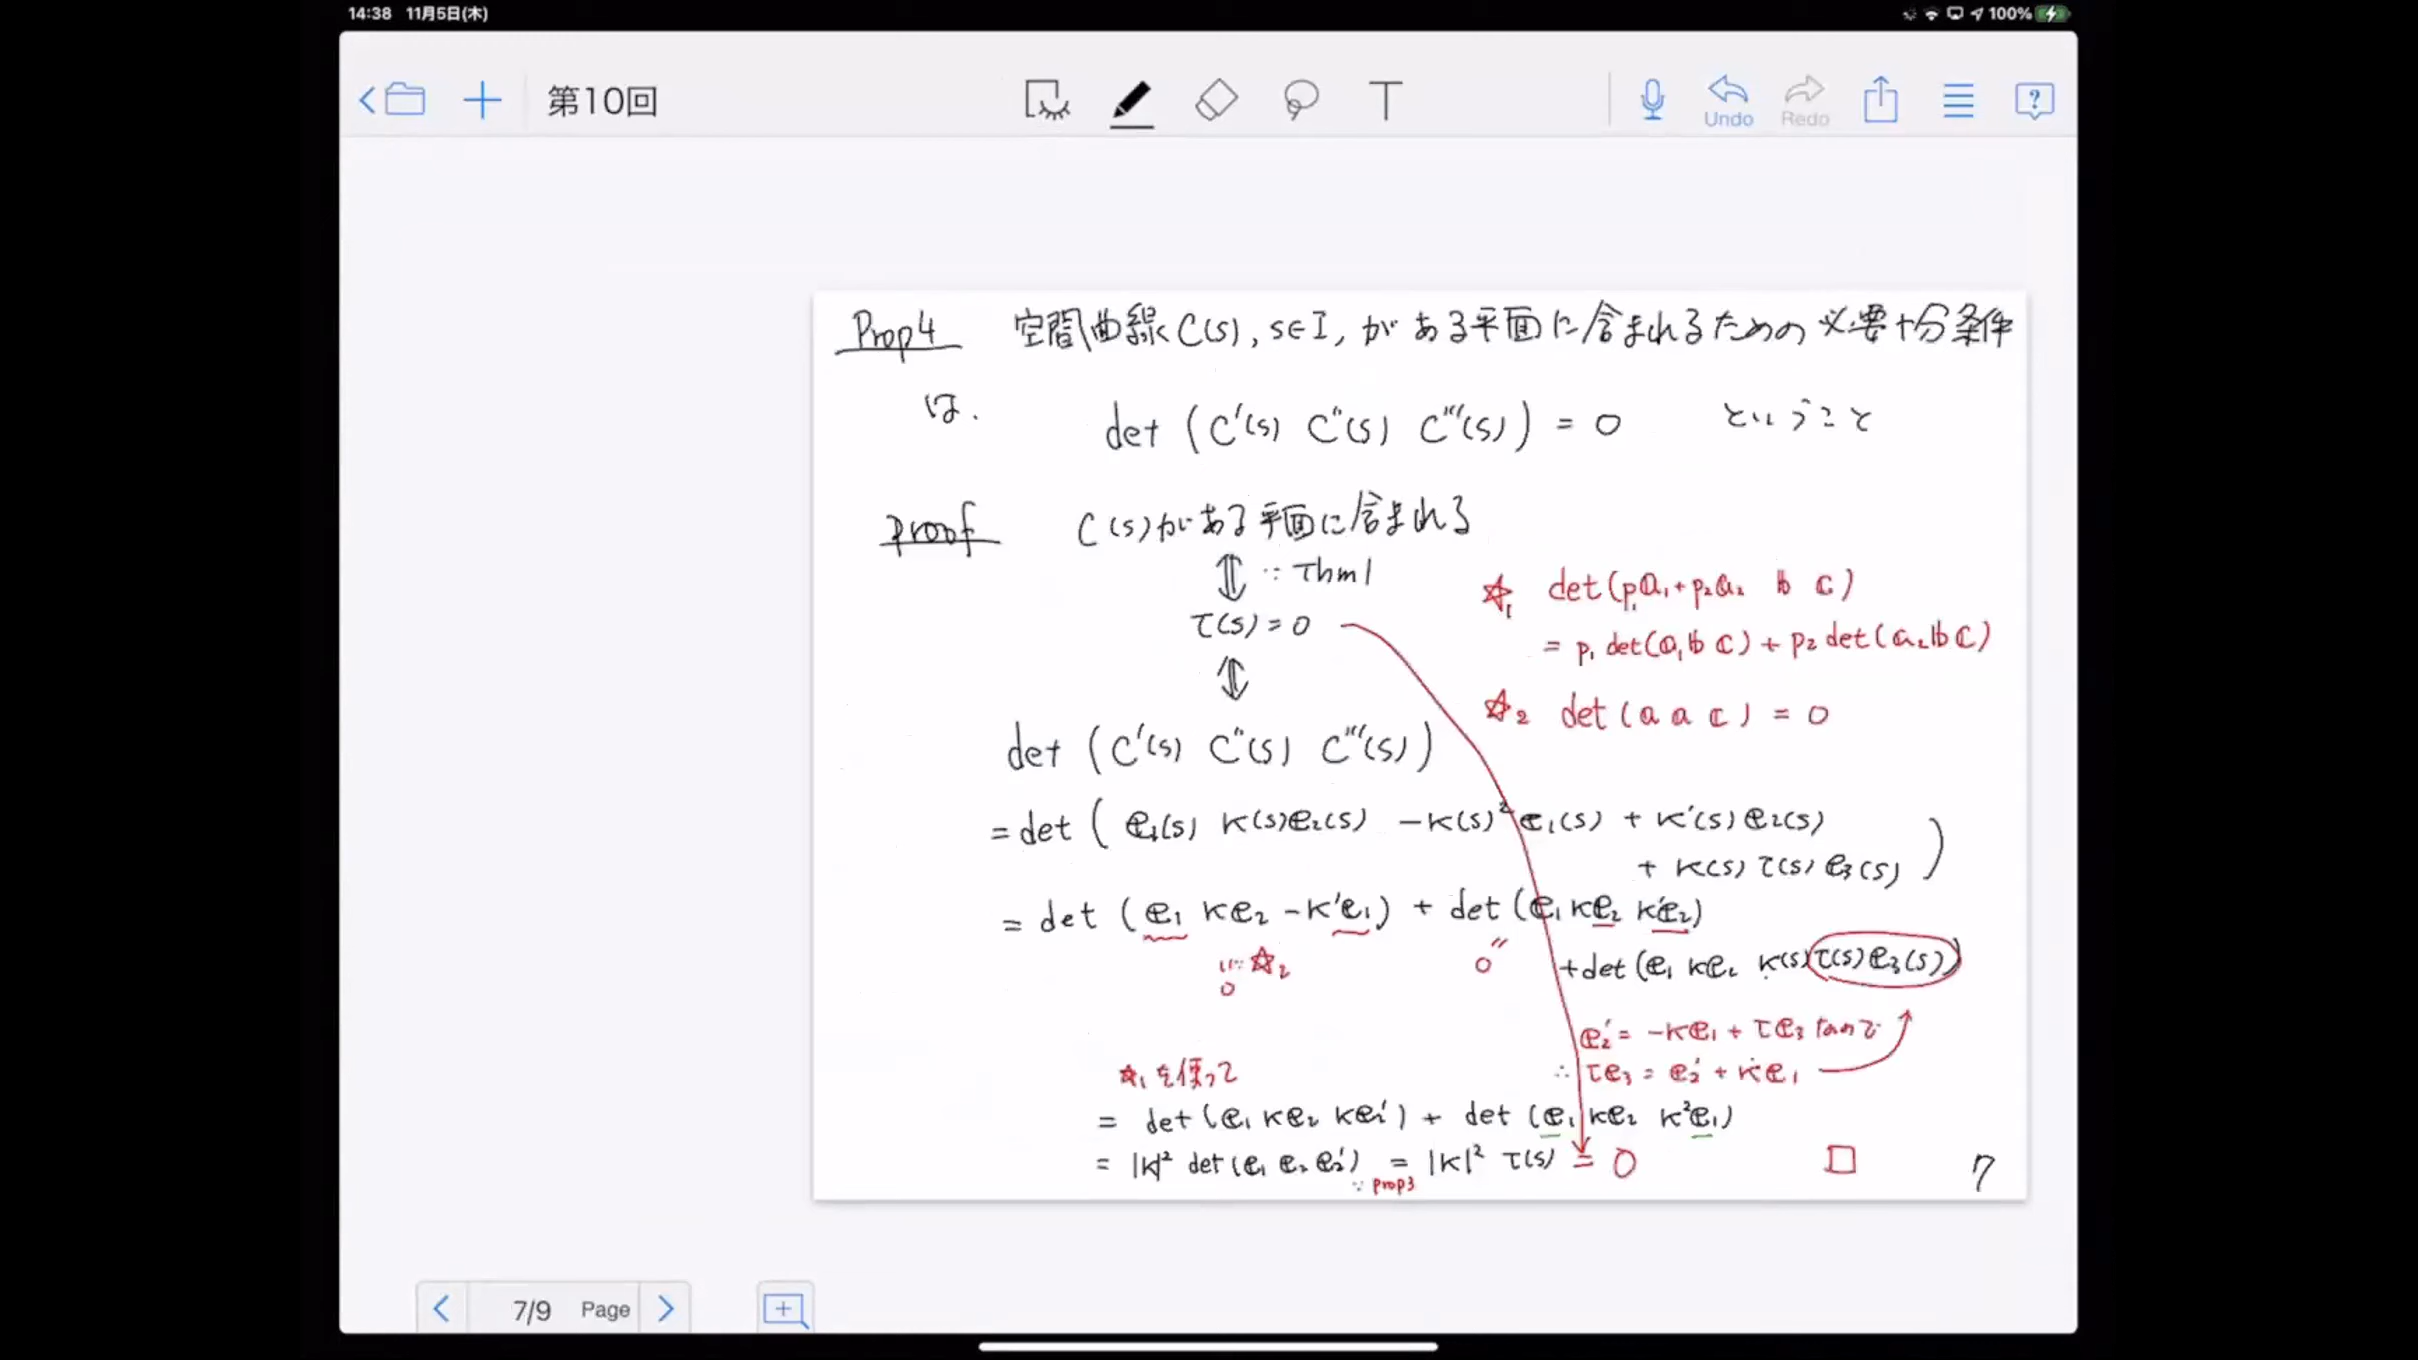 14:38 11月5日(木)
100%
第10回
T
Undo
Redo
?
Prop4 空間曲線 C(s), s∈I, がある平面に含まれるための必要十分条件
は. det (C'(s) C''(s) C'''(s)) = 0 ということ
proof C(s)がある平面に含まれる
⇕ ∵ Thm1
τ(s) = 0
⇕
☆₁ det(p₁a₁+p₂a₂ b c)
= p₁ det(a₁ b c) + p₂ det(a₂ b c)
☆₂ det(a a c) = 0
det (C'(s) C''(s) C'''(s))
= det ( e₁(s) κ(s)e₂(s) -κ(s)²e₁(s) + κ'(s)e₂(s)
+ κ(s) τ(s) e₃(s) )
= det (e₁ κe₂ -κ'e₁) + det (e₁ κe₂ κ'e₂)
∵ ☆₂
0
0
+det (e₁ κe₂ κ(s)τ(s)e₃(s))
e₂' = -κe₁ + τe₃
∴ τe₃ = e₂' + κe₁
☆₁を使って
= det (e₁ κe₂ κe₂') + det (e₁ κe₂ κ²e₁)
= |κ|² det (e₁ e₂ e₂') = |κ|² τ(s) = 0 □
∵ prop3
7
7/9 Page